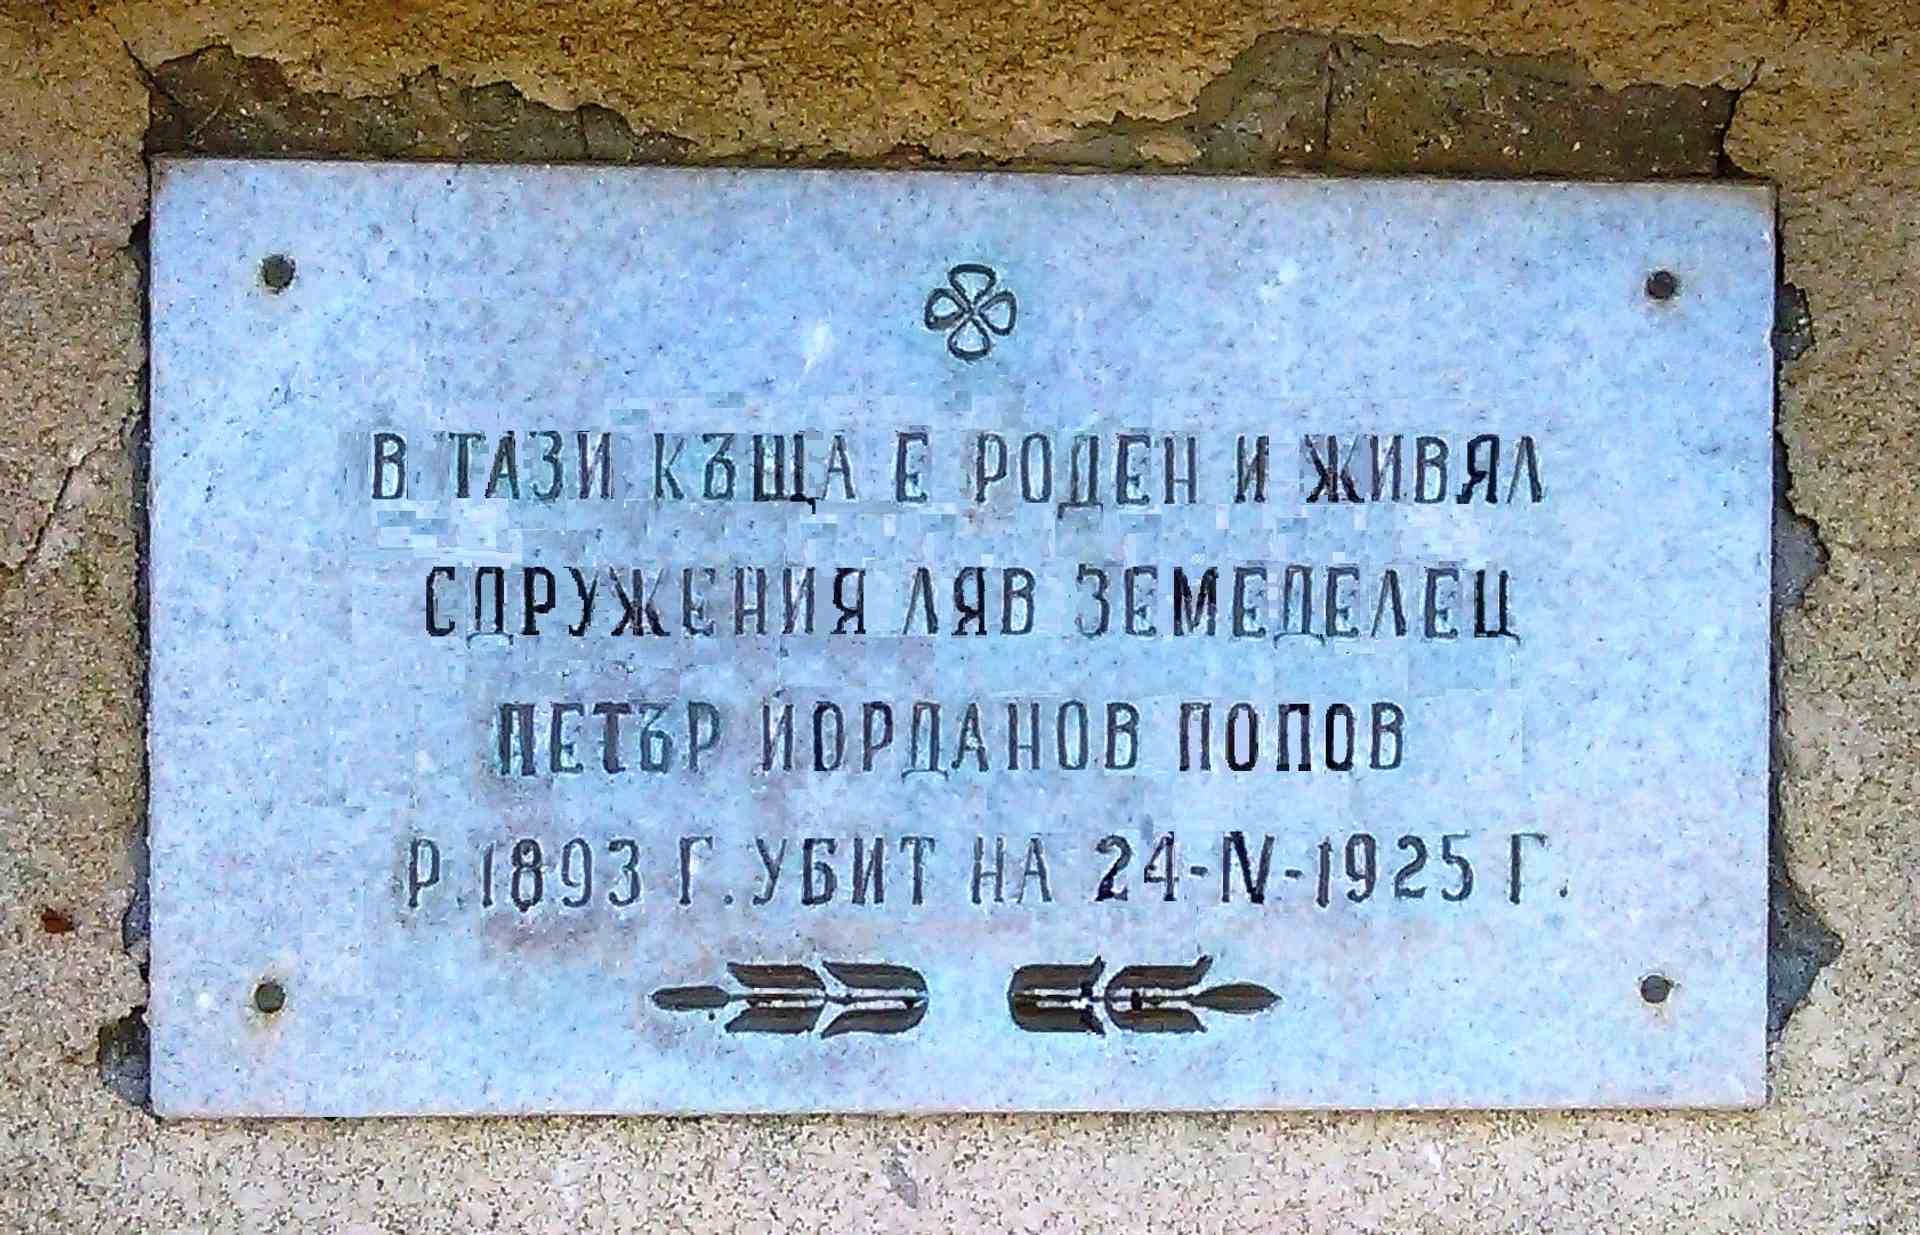 В ТАЗИ КЪЩА Е РОДЕН И ЖИВЯЛ
СДРУЖЕНИЯ ЛЯВ ЗЕМЕДЕЛЕЦ
ПЕТЪР ЙОРДАНОВ ПОПОВ
Р. 1893 Г. УБИТ НА 24-IV-1925 Г.